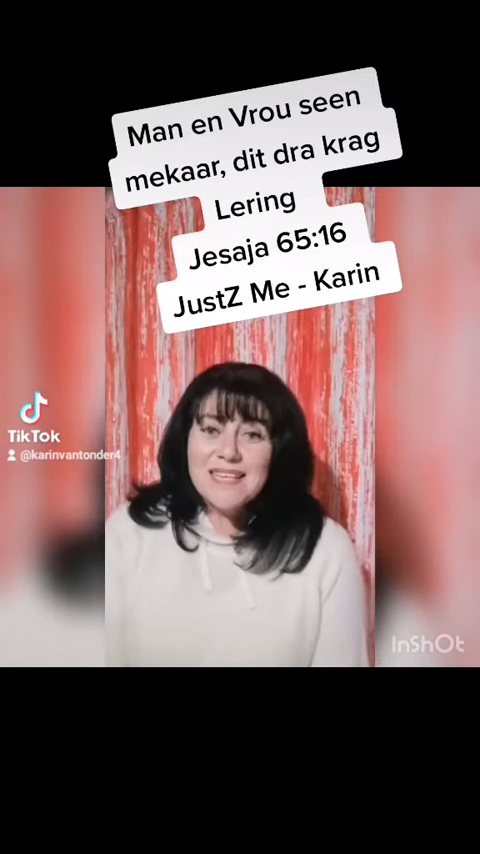 Man en Vrou seen
mekaar, dit dra krag
Lering
Jesaja 65:16
JustZ Me - Karin
TikTok
@karinvantonder4
InShOt